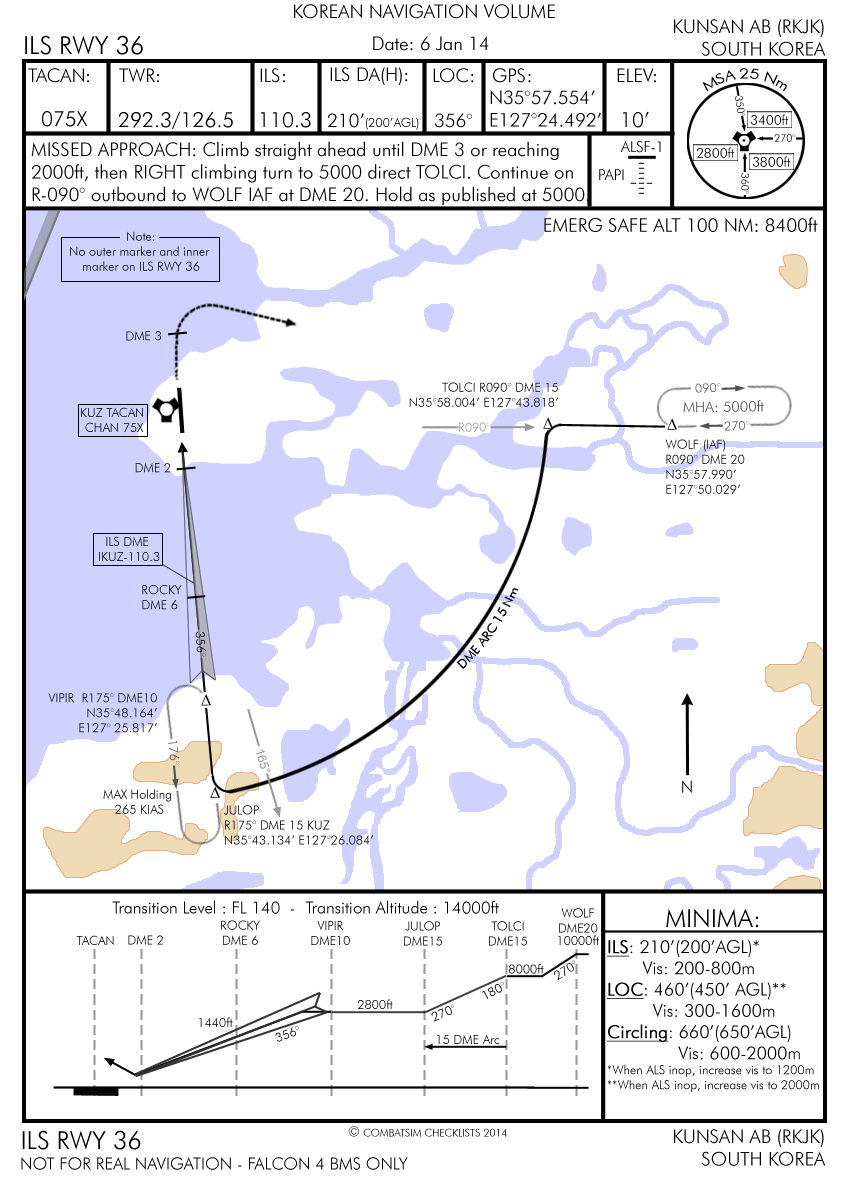 KOREAN NAVIGATION VOLUME
ILS RWY 36
Date: 6 Jan 14
KUNSAN AB (RKJK)
SOUTH KOREA
TACAN:
075X
TWR:
292.3/126.5
ILS:
110.3
ILS DA(H):
210'(200'AGL)
LOC:
356°
GPS:
N35°57.554'
E127°24.492'
ELEV:
10'
MSA 25 Nm
350°
3400ft
270°
2800ft
3800ft
360°
MISSED APPROACH: Climb straight ahead until DME 3 or reaching
2000ft, then RIGHT climbing turn to 5000 direct TOLCI. Continue on
R-090° outbound to WOLF IAF at DME 20. Hold as published at 5000
ALSF-1
PAPI
EMERG SAFE ALT 100 NM: 8400ft
Note:
No outer marker and inner
marker on ILS RWY 36
DME 3
KUZ TACAN
CHAN 75X
DME 2
ILS DME
IKUZ-110.3
ROCKY
DME 6
356°
TOLCI R090° DME 15
N35°58.004' E127°43.818'
R090°
090°
MHA: 5000ft
270°
WOLF (IAF)
R090° DME 20
N35°57.990'
E127°50.029'
DME ARC 15 Nm
VIPIR R175° DME10
N35°48.164'
E127° 25.817'
176°
165°
MAX Holding
265 KIAS
JULOP
R175° DME 15 KUZ
N35°43.134' E127°26.084'
N
Transition Level : FL 140 - Transition Altitude : 14000ft
TACAN
DME 2
ROCKY
DME 6
VIPIR
DME10
JULOP
DME15
TOLCI
DME15
WOLF
DME20
10000ft
8000ft
270°
180°
270°
2800ft
1440ft
356°
15 DME Arc
MINIMA:
ILS: 210'(200'AGL)*
Vis: 200-800m
LOC: 460'(450' AGL)**
Vis: 300-1600m
Circling: 660'(650'AGL)
Vis: 600-2000m
*When ALS inop, increase vis to 1200m
**When ALS inop, increase vis to 2000m
ILS RWY 36
NOT FOR REAL NAVIGATION - FALCON 4 BMS ONLY
© COMBATSIM CHECKLISTS 2014
KUNSAN AB (RKJK)
SOUTH KOREA